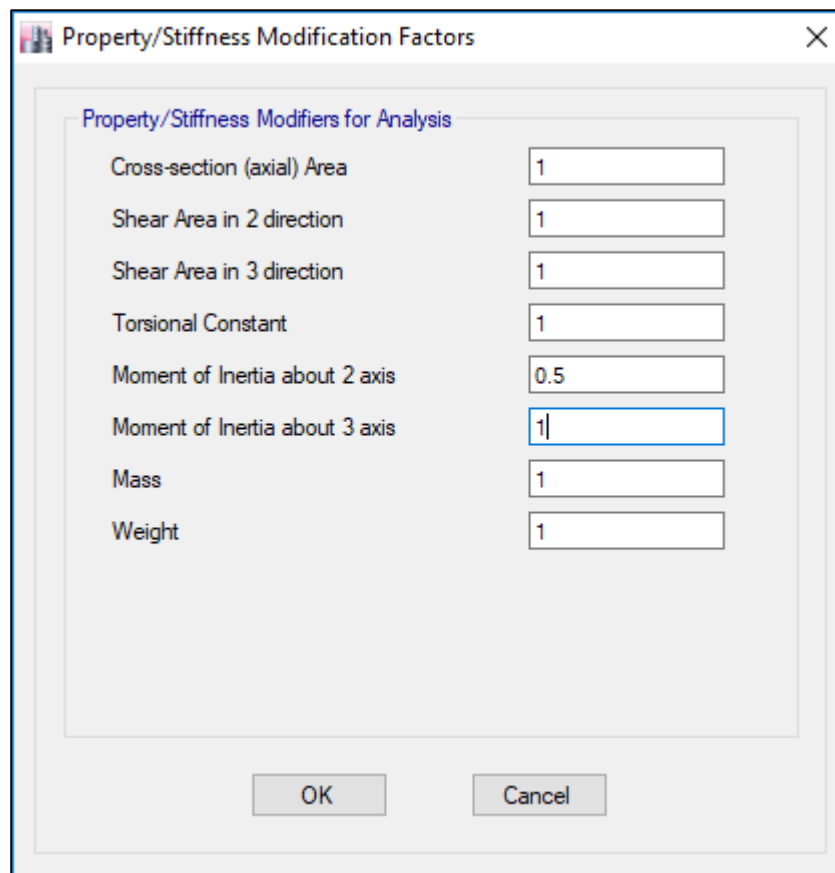 Property/Stiffness Modification Factors
Property/Stiffness Modifiers for Analysis
Cross-section (axial) Area 1
Shear Area in 2 direction 1
Shear Area in 3 direction 1
Torsional Constant 1
Moment of Inertia about 2 axis 0.5
Moment of Inertia about 3 axis 1
Mass 1
Weight 1
OK Cancel